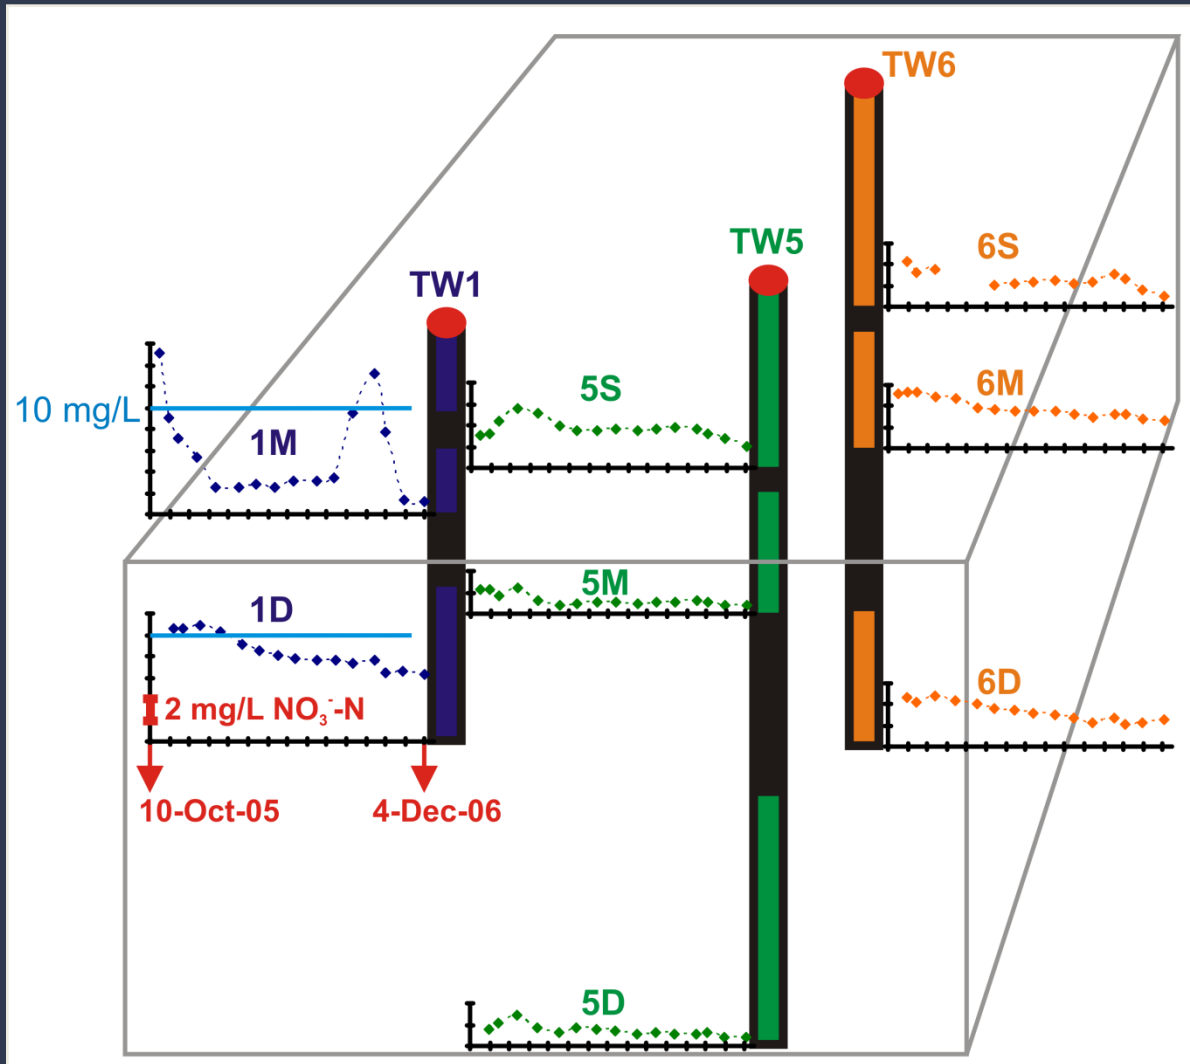 TW6
TW5
TW1
6S
5S
6M
10 mg/L
1M
5M
1D
6D
2 mg/L NO₃⁻-N
10-Oct-05
4-Dec-06
5D